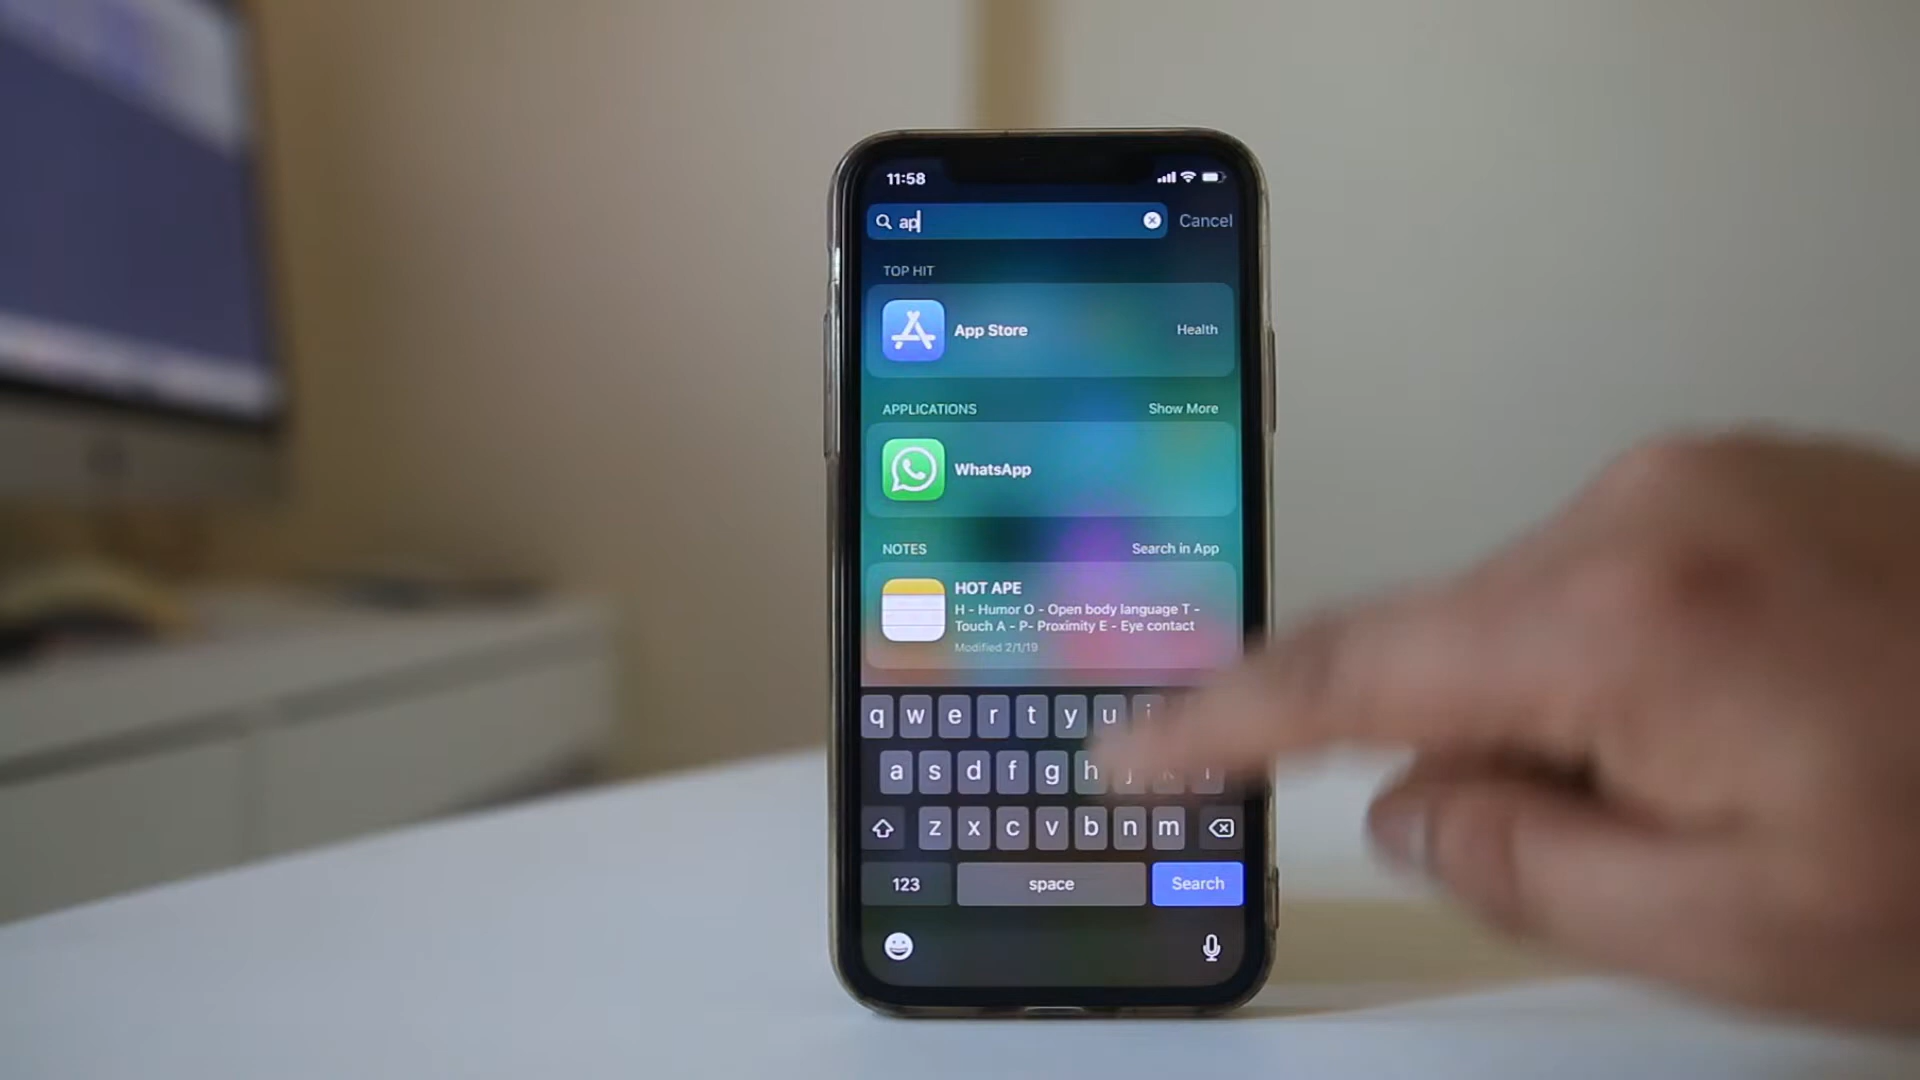 11:58
ap
Cancel
TOP HIT
App Store
Health
APPLICATIONS
Show More
WhatsApp
NOTES
Search in App
HOT APE
H - Humor O - Open body language T -
Touch A - P- Proximity E - Eye contact
Modified 2/1/19
q w e r t y u i
a s d f g h j k l
z x c v b n m
123
space
Search